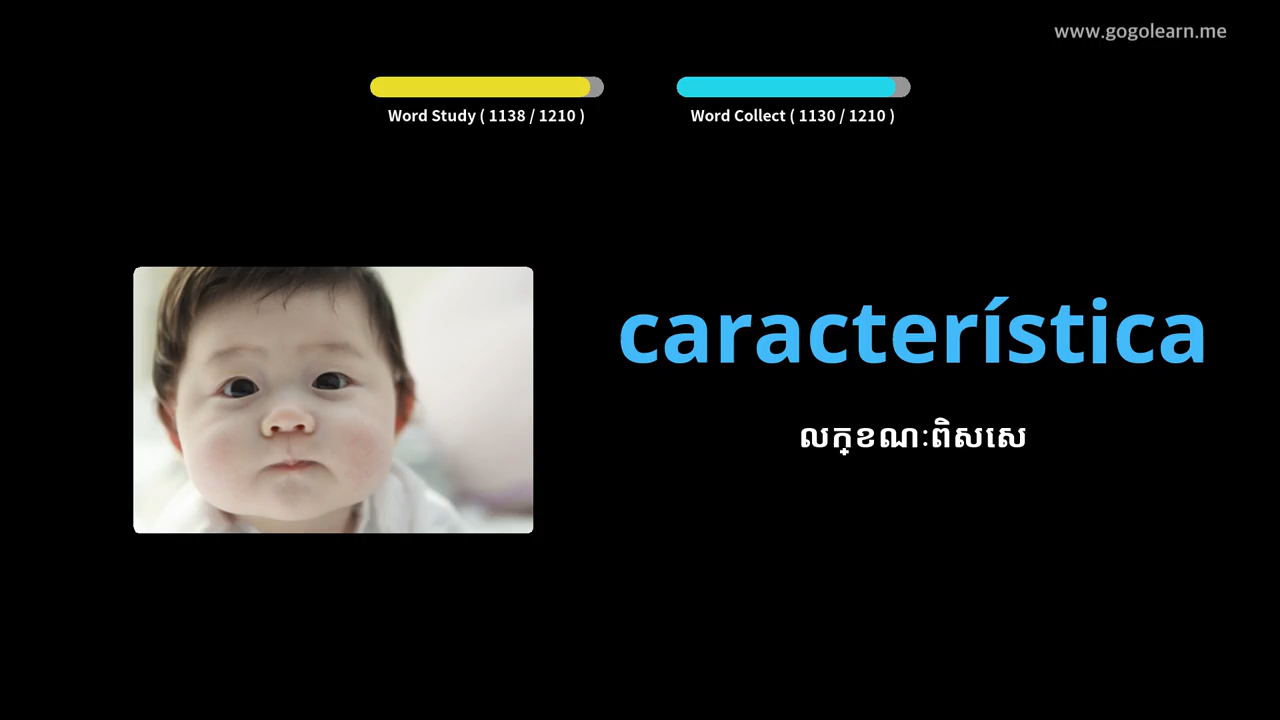 www.gogolearn.me
Word Study ( 1138 / 1210 )
Word Collect ( 1130 / 1210 )
característica
លក្ខណៈពិសសេ